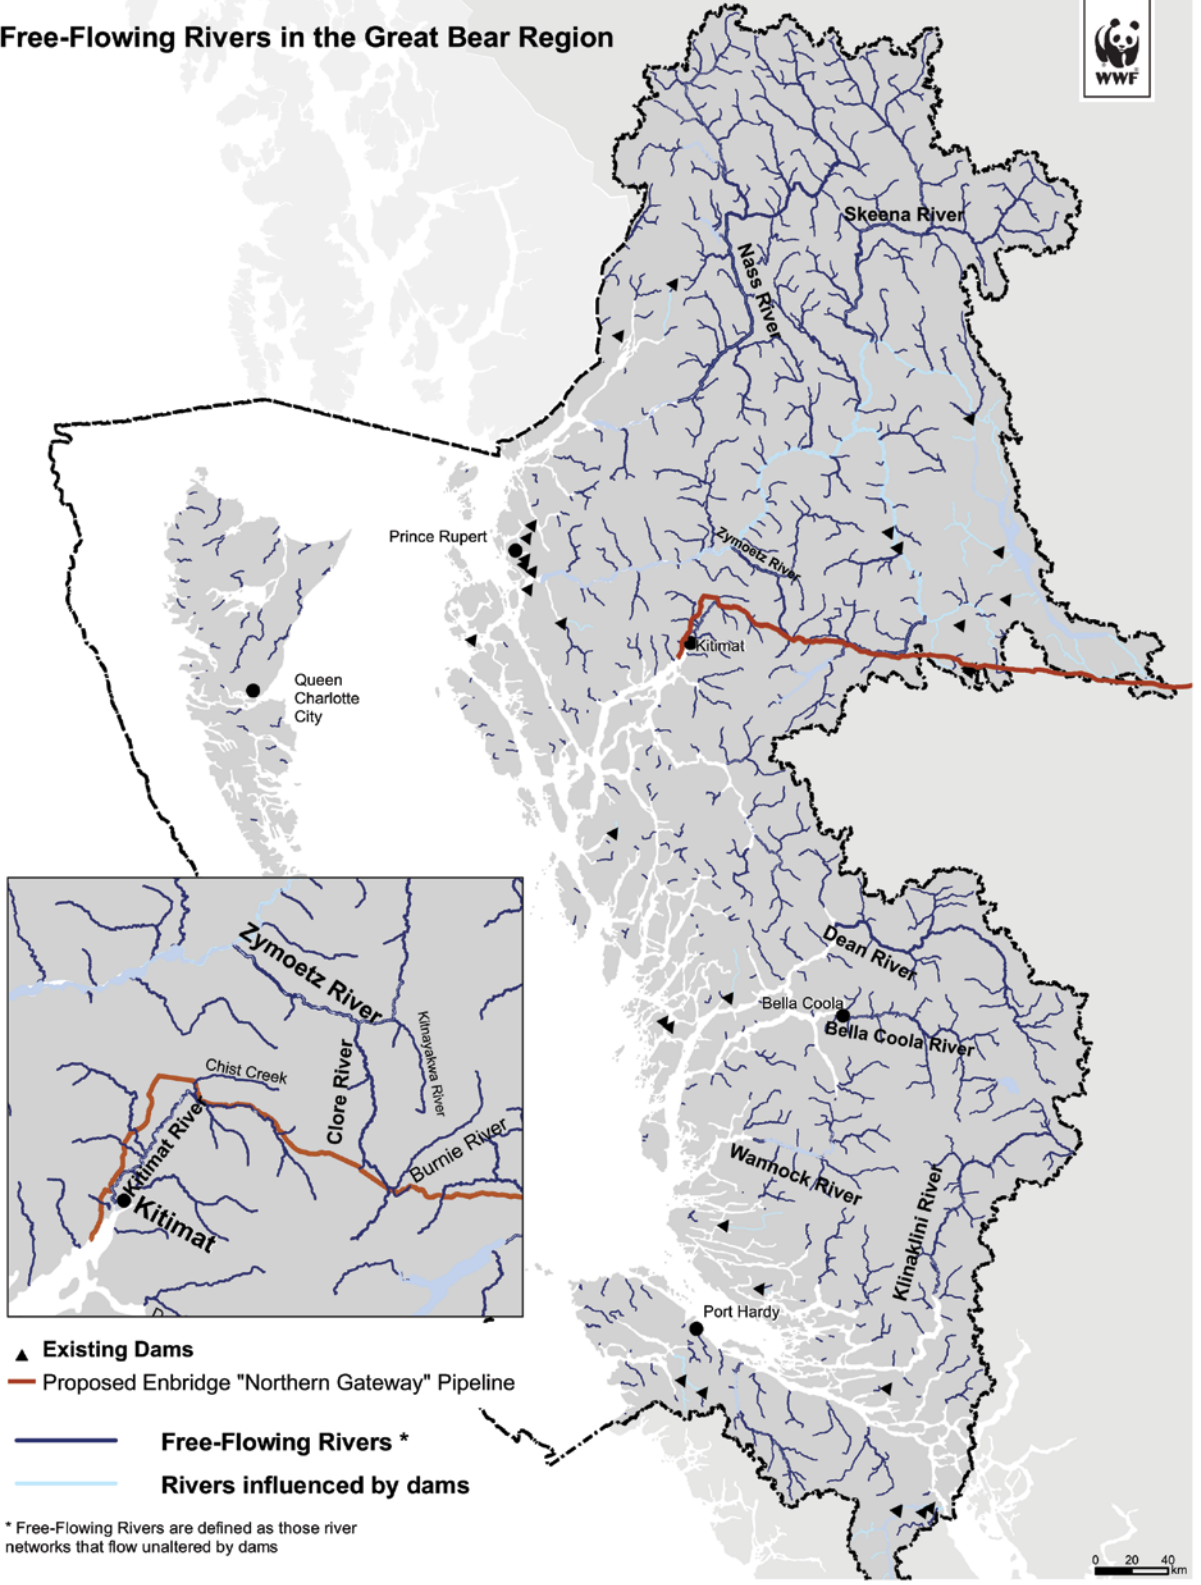 Free-Flowing Rivers in the Great Bear Region
WWF
Skeena River
Nass River
Prince Rupert
Zymoetz River
Kitimat
Queen
Charlotte
City
Dean River
Bella Coola
Bella Coola River
Wannock River
Klinaklini River
Port Hardy
Zymoetz River
Kitnayakwa River
Chist Creek
Clore River
Kitimat River
Burnie River
Kitimat
D
Existing Dams
Proposed Enbridge "Northern Gateway" Pipeline
Free-Flowing Rivers *
Rivers influenced by dams
* Free-Flowing Rivers are defined as those river
networks that flow unaltered by dams
0 20 40
km